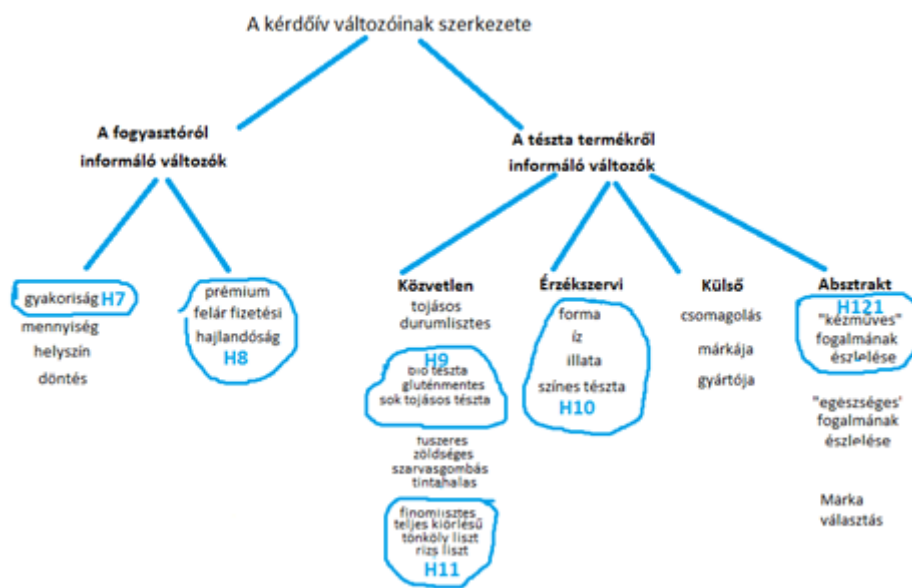 A kérdőív változóinak szerkezete
A fogyasztóról
informáló változók
A tészta termékről
informáló változók
gyakoriság H7
mennyiség
helyszín
döntés
prémium
felár fizetési
hajlandóság
H8
Közvetlen
tojásos
durumlisztes
H9
bio tészta
gluténmentes
sok tojásos tészta
fuszeres
zöldséges
szarvasgombás
tintahalas
finomlisztes
teljes kiőrlésű
tönköly liszt
rizs liszt
H11
Érzékszervi
forma
íz
illata
színes tészta
H10
Külső
csomagolás
márkája
gyártója
Absztrakt
H121
"kézműves"
fogalmának
észlelése
"egészséges'
fogalmának
észlelése
Marka
választás